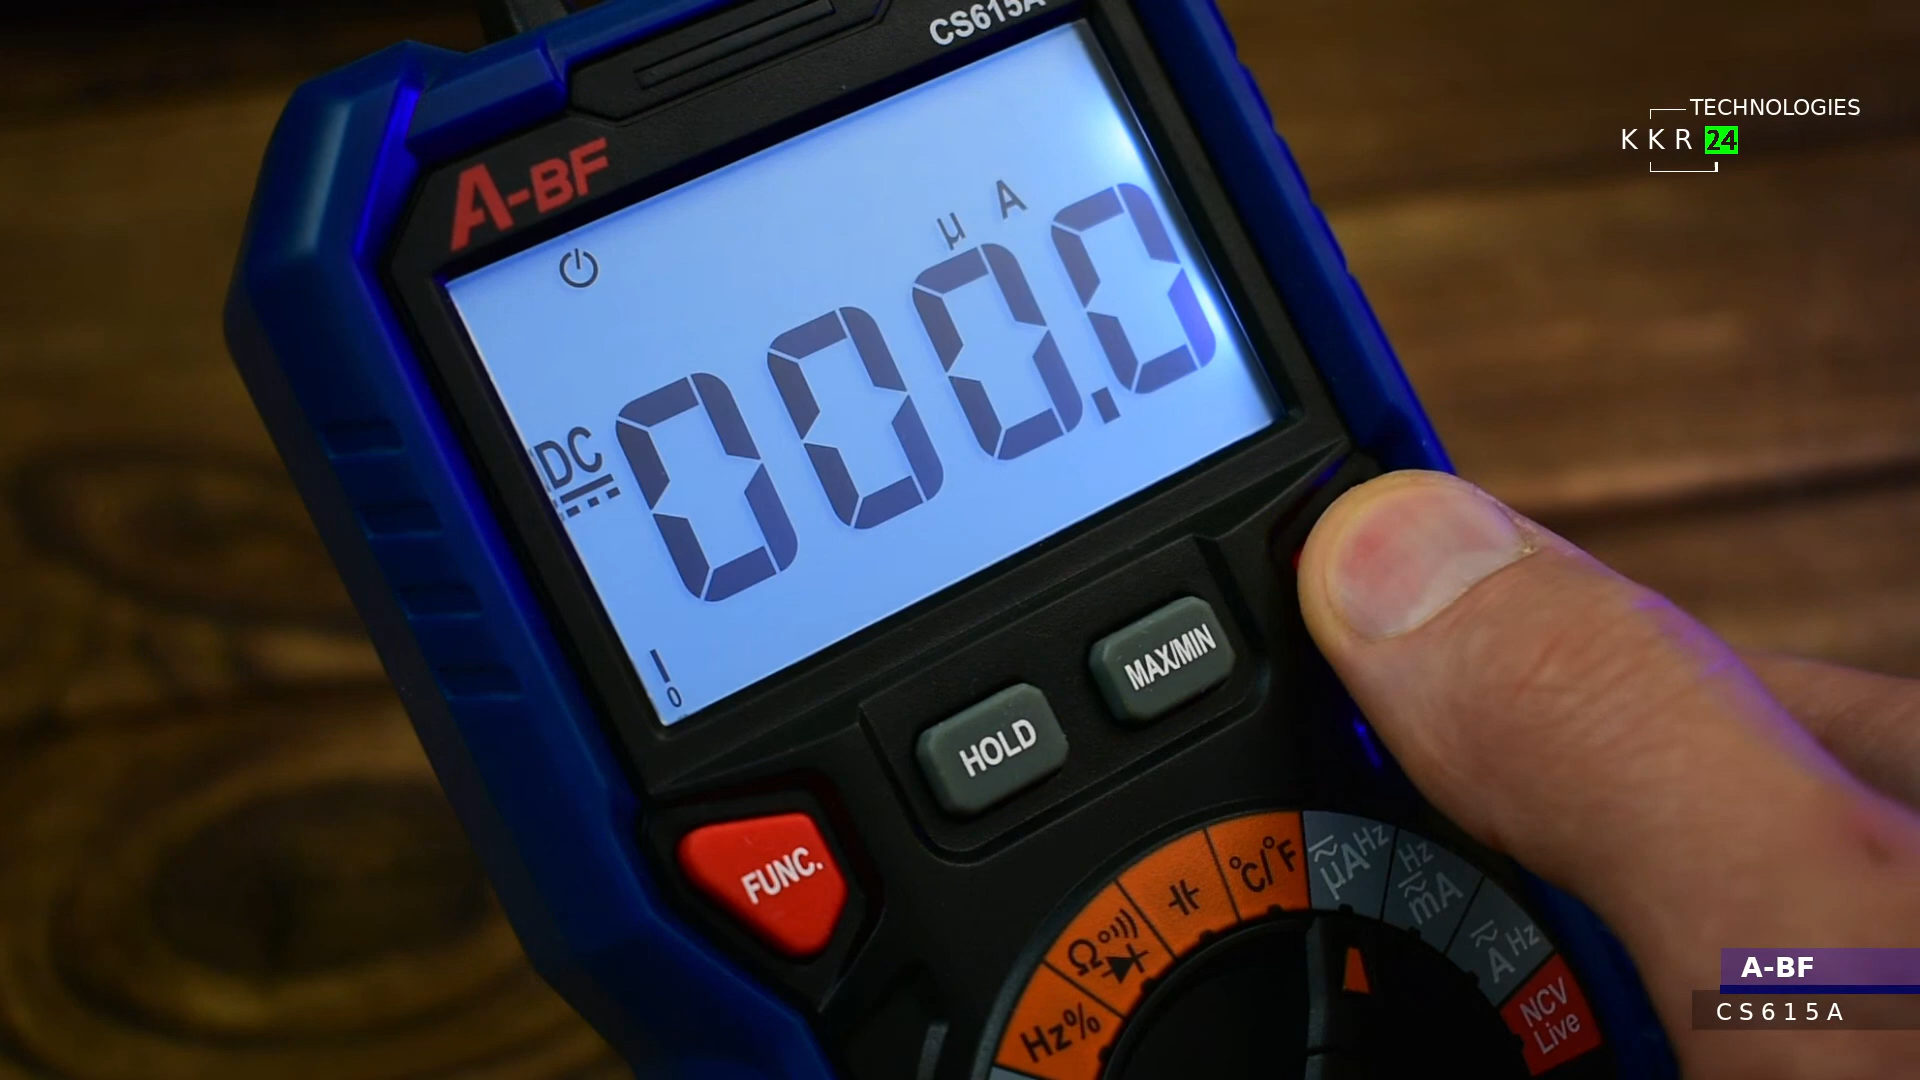 CS615A
A-BF
TECHNOLOGIES
KKR 24
µ A
DC
000.0
0
HOLD
MAX/MIN
FUNC.
Hz%
Ω
°C/°F
µA Hz
Hz mA
A Hz
NCV
Live
A-BF
CS615A